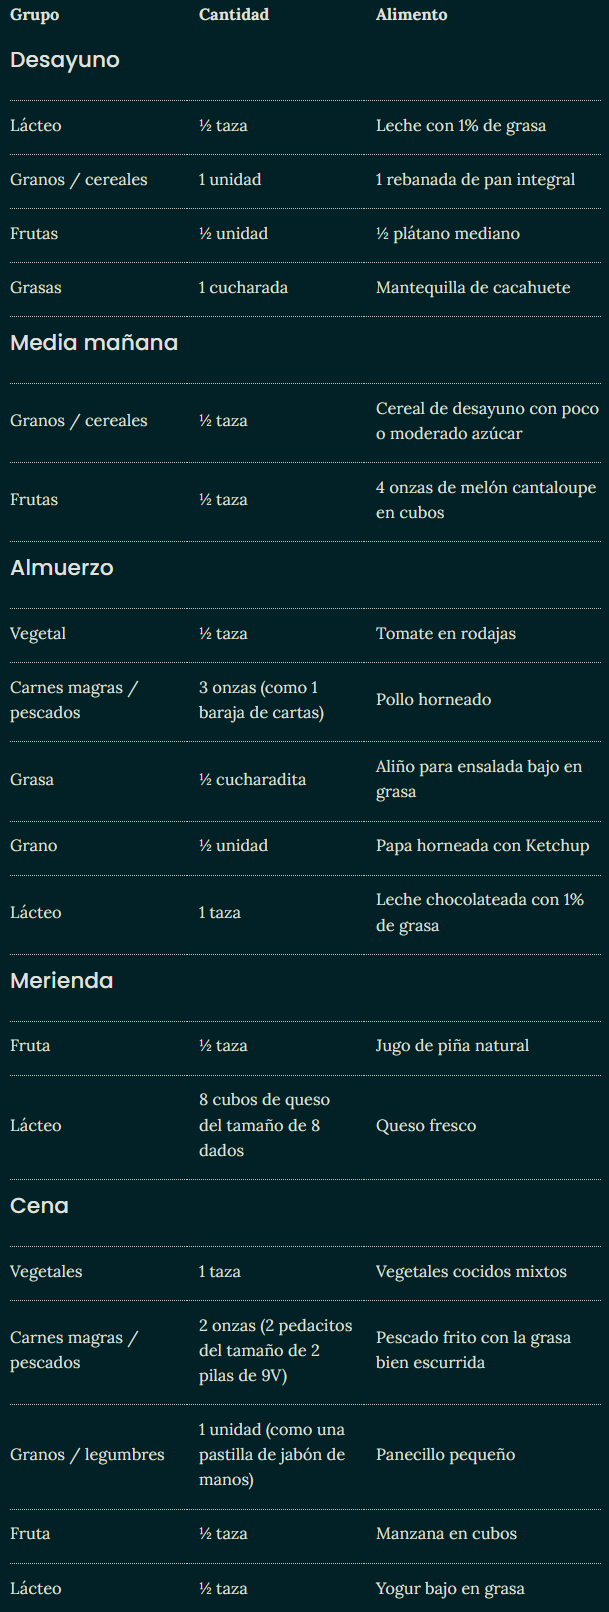 Grupo Cantidad Alimento
Desayuno
Lácteo ½ taza Leche con 1% de grasa
Granos / cereales 1 unidad 1 rebanada de pan integral
Frutas ½ unidad ½ plátano mediano
Grasas 1 cucharada Mantequilla de cacahuete
Media mañana
Granos / cereales ½ taza Cereal de desayuno con poco
o moderado azúcar
Frutas ½ taza 4 onzas de melón cantaloupe
en cubos
Almuerzo
Vegetal ½ taza Tomate en rodajas
Carnes magras /
pescados
3 onzas (como 1
baraja de cartas)
Pollo horneado
Grasa ½ cucharadita Aliño para ensalada bajo en
grasa
Grano ½ unidad Papa horneada con Ketchup
Lácteo 1 taza Leche chocolateada con 1%
de grasa
Merienda
Fruta ½ taza Jugo de piña natural
Lácteo
8 cubos de queso
del tamaño de 8
dados
Queso fresco
Cena
Vegetales 1 taza Vegetales cocidos mixtos
Carnes magras /
pescados
2 onzas (2 pedacitos
del tamaño de 2
pilas de 9V)
Pescado frito con la grasa
bien escurrida
Granos / legumbres
1 unidad (como una
pastilla de jabón de
manos)
Panecillo pequeño
Fruta ½ taza Manzana en cubos
Lácteo ½ taza Yogur bajo en grasa